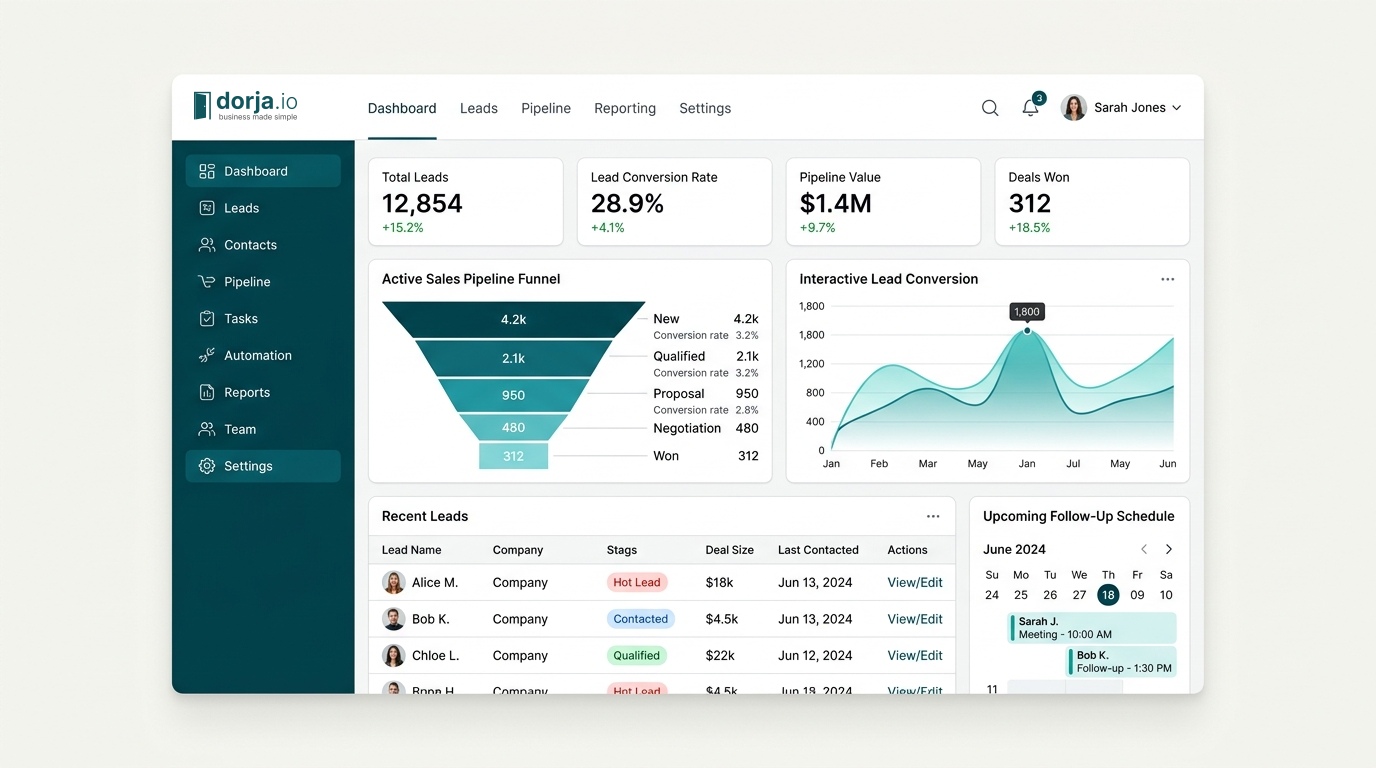 dorja.io
business made simple
Dashboard Leads Pipeline Reporting Settings
3
Sarah Jones
Dashboard
Leads
Contacts
Pipeline
Tasks
Automation
Reports
Team
Settings
Total Leads
12,854
+15.2%
Lead Conversion Rate
28.9%
+4.1%
Pipeline Value
$1.4M
+9.7%
Deals Won
312
+18.5%
Active Sales Pipeline Funnel
4.2k
2.1k
950
480
312
New 4.2k
Conversion rate 3.2%
Qualified 2.1k
Conversion rate 3.2%
Proposal 950
Conversion rate 2.8%
Negotiation 480
Won 312
Interactive Lead Conversion
1,800
1,800
1,200
800
400
0
1,800
Jan Feb Mar May Jan Jul May Jun
Recent Leads
Lead Name Company Stags Deal Size Last Contacted Actions
Alice M. Company Hot Lead $18k Jun 13, 2024 View/Edit
Bob K. Company Contacted $4.5k Jun 13, 2024 View/Edit
Chloe L. Company Qualified $22k Jun 12, 2024 View/Edit
Company Hot Lead $4.5k Jun 18, 2024 View/Edit
Upcoming Follow-Up Schedule
June 2024
Su Mo Tu We Th Fr Sa
24 25 26 27 18 09 10
Sarah J.
Meeting - 10:00 AM
Bob K.
Follow-up - 1:30 PM
11